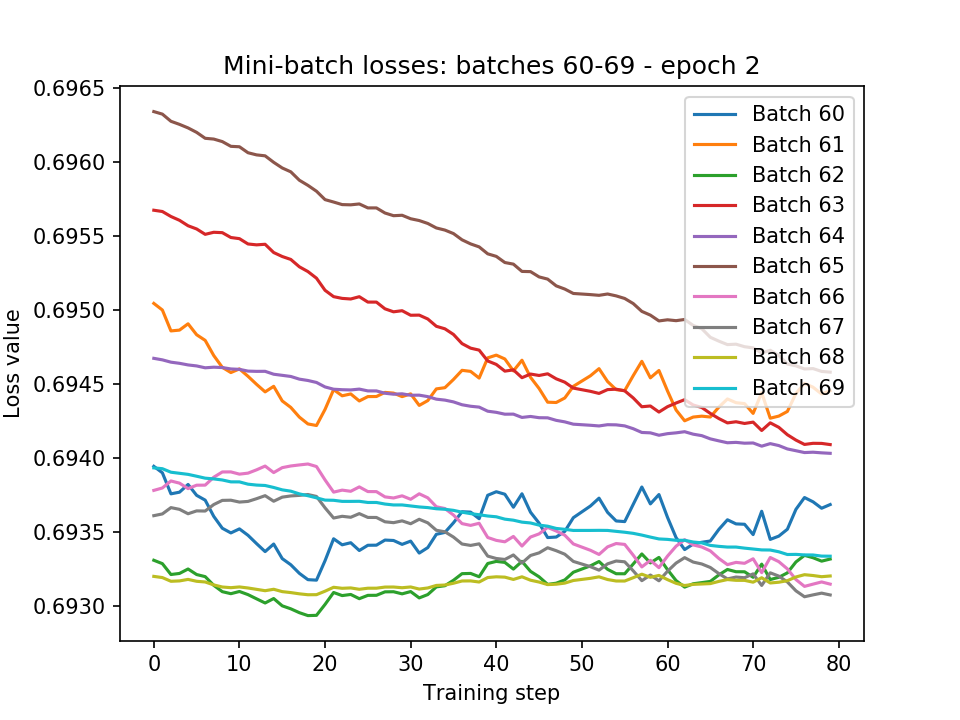 Mini-batch losses: batches 60-69 - epoch 2
0.6965
0.6960
0.6955
0.6950
0.6945
0.6940
0.6935
0.6930
Loss value
Batch 60
Batch 61
Batch 62
Batch 63
Batch 64
Batch 65
Batch 66
Batch 67
Batch 68
Batch 69
0 10 20 30 40 50 60 70 80
Training step